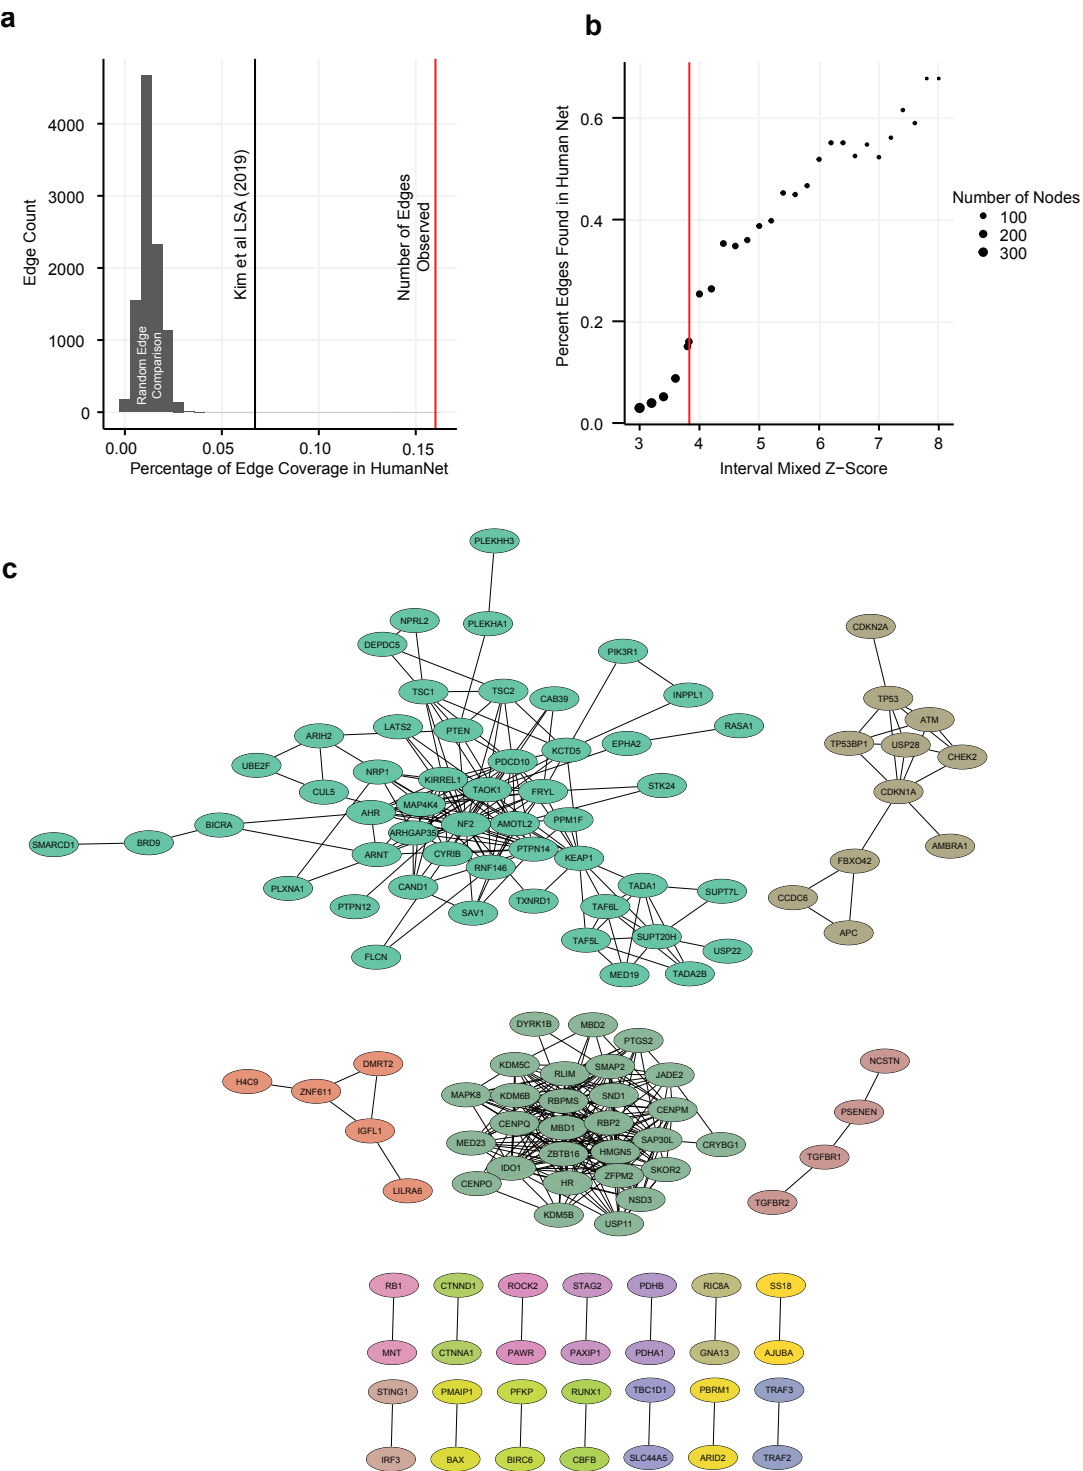 a
b
4000
3000
2000
1000
0
Edge Count
Random Edge
Comparison
Kim et al LSA (2019)
Number of Edges
Observed
0.00
0.05
0.10
0.15
Percentage of Edge Coverage in HumanNet
0.6
0.4
0.2
0.0
Percent Edges Found in Human Net
3
4
5
6
7
8
Interval Mixed Z−Score
Number of Nodes
100
200
300
c
PLEKHH3
NPRL2
PLEKHA1
DEPDC5
PIK3R1
TSC1
TSC2
CAB39
INPPL1
LATS2
PTEN
RASA1
ARIH2
KCTD5
EPHA2
UBE2F
NRP1
PDCD10
KIRREL1
CUL5
TAOK1
FRYL
STK24
MAP4K4
AHR
BICRA
NF2
AMOTL2
PPM1F
ARHGAP35
SMARCD1
BRD9
ARNT
CYRIB
PTPN14
KEAP1
RNF146
PLXNA1
CAND1
TADA1
SUPT7L
PTPN12
SAV1
TXNRD1
TAF6L
FLCN
TAF5L
SUPT20H
USP22
MED19
TADA2B
CDKN2A
TP53
ATM
TP53BP1
USP28
CHEK2
CDKN1A
AMBRA1
FBXO42
CCDC6
APC
H4C9
DMRT2
ZNF611
IGFL1
LILRA6
DYRK1B
MBD2
PTGS2
KDM5C
RLIM
SMAP2
JADE2
MAPK8
KDM6B
RBPMS
SND1
CENPM
CENPQ
MBD1
RBP2
MED23
SAP30L
CRYBG1
ZBTB16
HMGN5
IDO1
SKOR2
CENPO
HR
ZFPM2
NSD3
KDM5B
USP11
NCSTN
PSENEN
TGFBR1
TGFBR2
RB1
CTNND1
ROCK2
STAG2
PDHB
RIC8A
SS18
MNT
CTNNA1
PAWR
PAXIP1
PDHA1
GNA13
AJUBA
STING1
PMAIP1
PFKP
RUNX1
TBC1D1
PBRM1
TRAF3
IRF3
BAX
BIRC6
CBFB
SLC44A5
ARID2
TRAF2